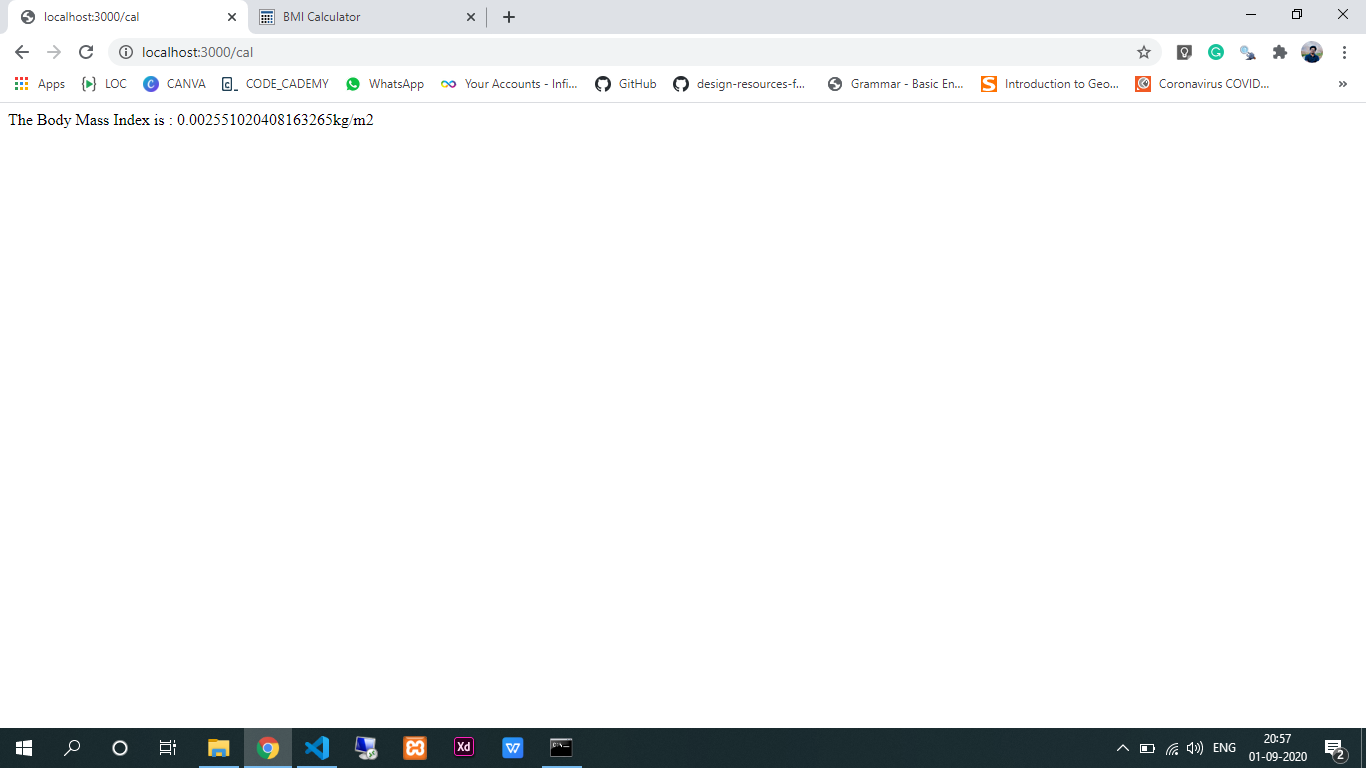 localhost:3000/cal
BMI Calculator
localhost:3000/cal
Apps
LOC
CANVA
CODE_CADEMY
WhatsApp
Your Accounts - Infi...
GitHub
design-resources-f...
Grammar - Basic En...
Introduction to Geo...
Coronavirus COVID...
The Body Mass Index is : 0.002551020408163265kg/m2
Xd
ENG
20:57
01-09-2020
2